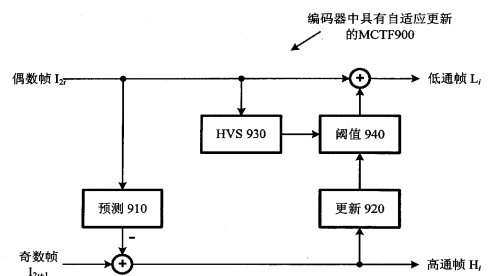 编码器中具有自适应更新
的MCTF900
偶数帧 I₂ᵢ
低通帧 Lᵢ
HVS 930
阈值 940
预测 910
更新 920
奇数帧
I₂ᵢ₊₁
高通帧 Hᵢ